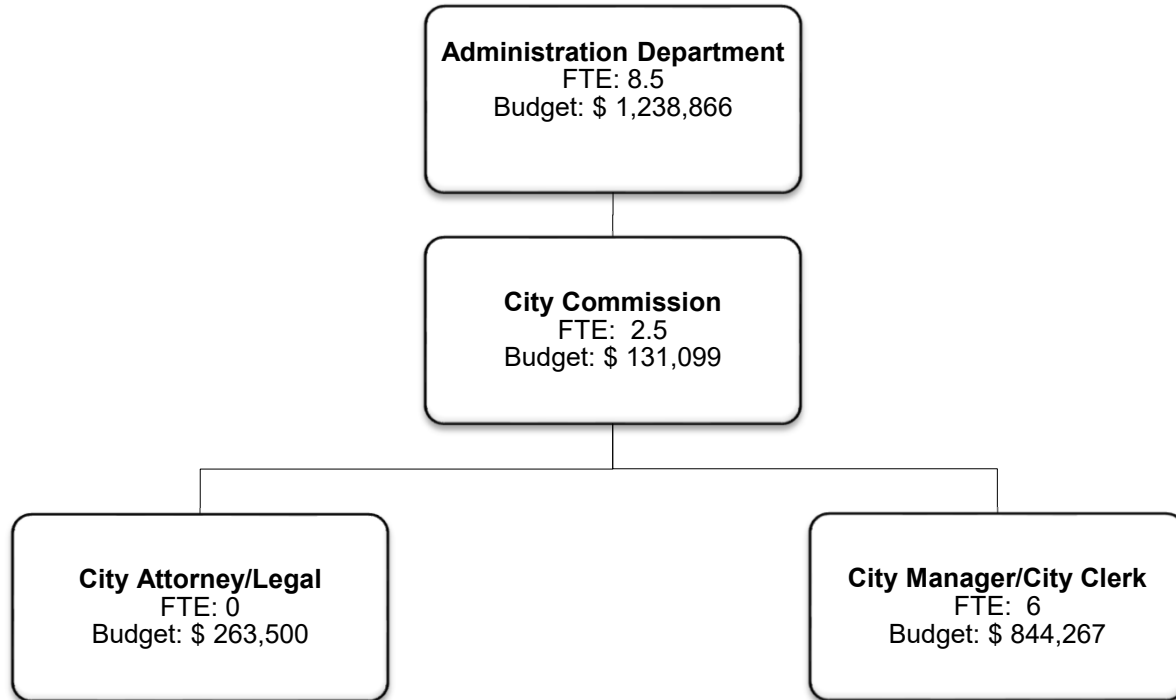 Administration Department
FTE: 8.5
Budget: $ 1,238,866
City Commission
FTE:  2.5
Budget: $ 131,099
City Attorney/Legal
FTE: 0
Budget: $ 263,500
City Manager/City Clerk
FTE:  6
Budget: $ 844,267